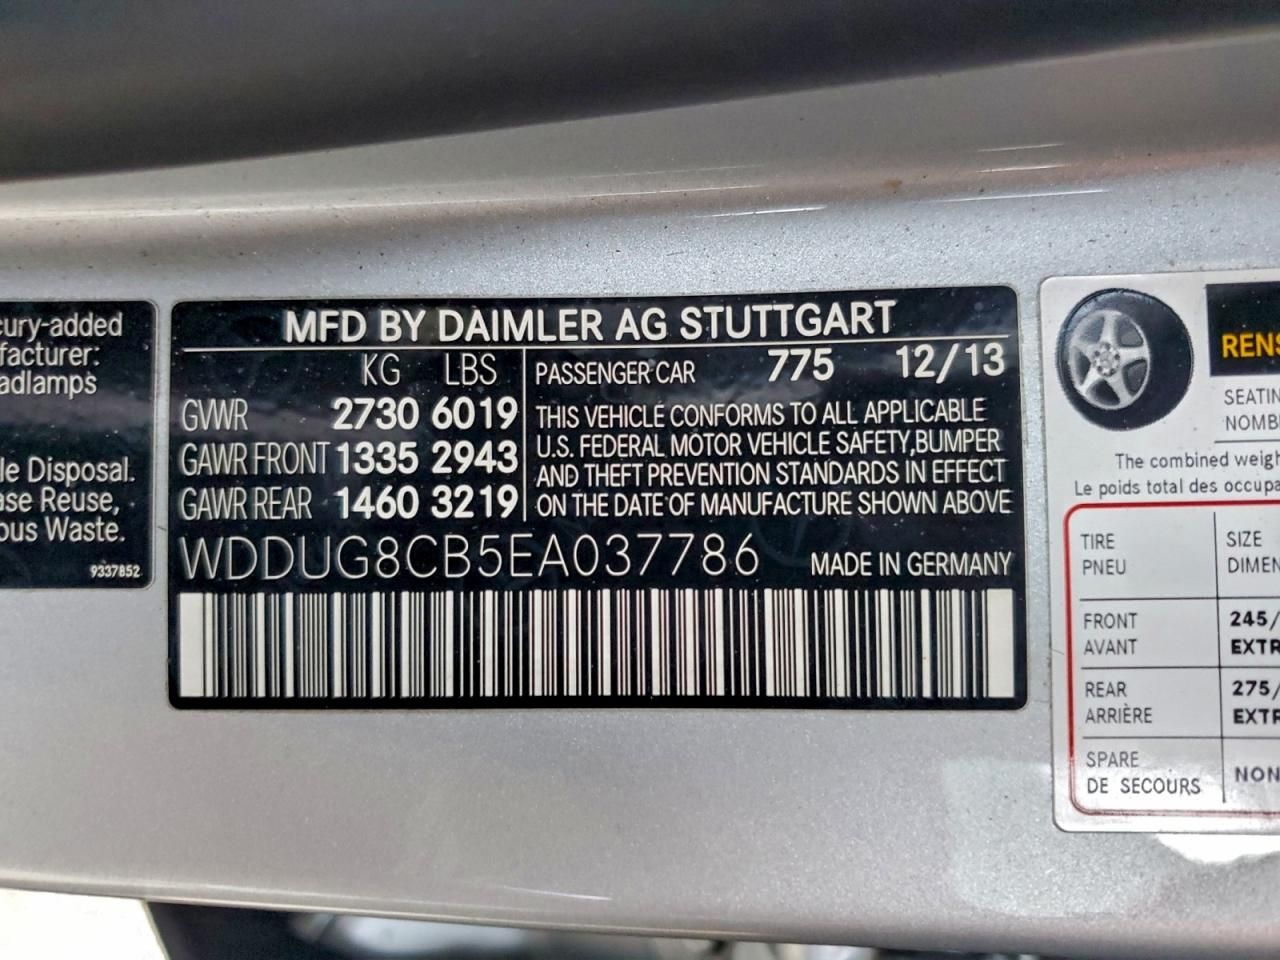 cury-added
facturer:
adlamps
le Disposal.
ase Reuse,
ous Waste.
9337852
MFD BY DAIMLER AG STUTTGART
KG LBS
GVWR 2730 6019
GAWR FRONT 1335 2943
GAWR REAR 1460 3219
PASSENGER CAR 775 12/13
THIS VEHICLE CONFORMS TO ALL APPLICABLE
U.S. FEDERAL MOTOR VEHICLE SAFETY,BUMPER
AND THEFT PREVENTION STANDARDS IN EFFECT
ON THE DATE OF MANUFACTURE SHOWN ABOVE
WDDUG8CB5EA037786 MADE IN GERMANY
RENS
SEATIN
NOMB
The combined weigh
Le poids total des occupa
TIRE SIZE
PNEU DIMEN
FRONT 245/
AVANT EXTR
REAR 275/
ARRIÈRE EXTR
SPARE
DE SECOURS NON